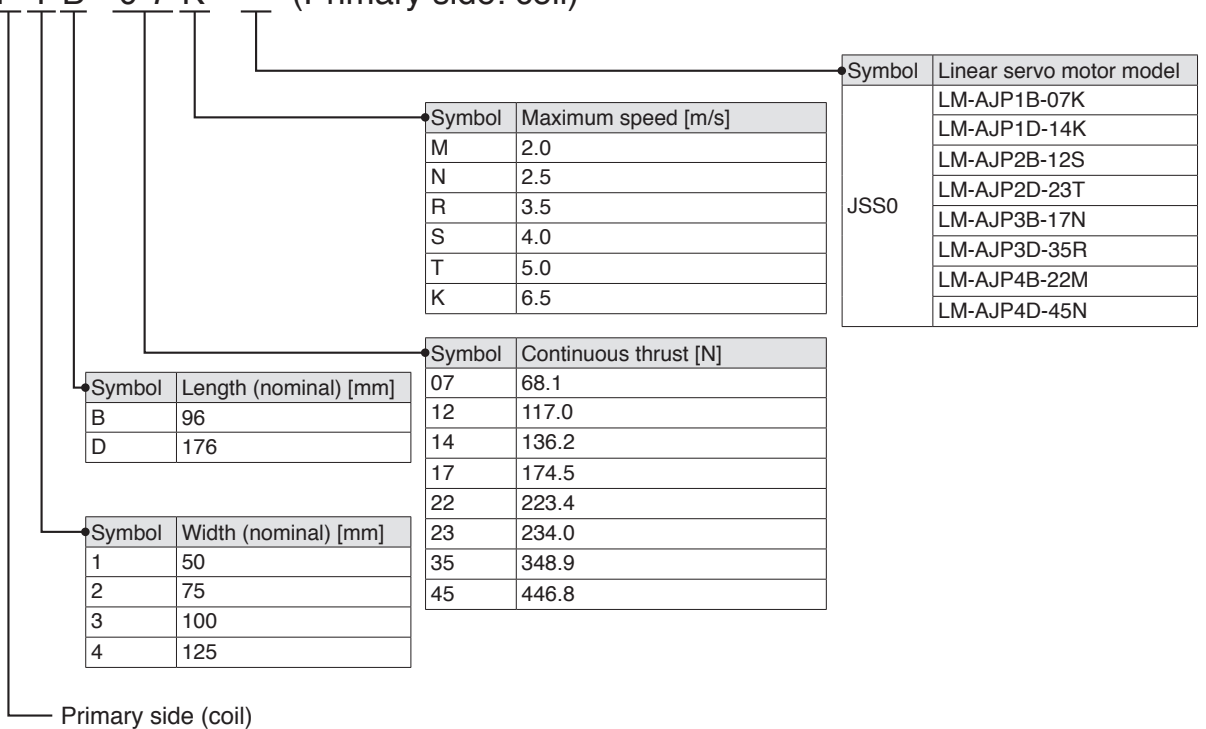 (Primary side: coil)
Symbol Linear servo motor model
JSS0
LM-AJP1B-07K
LM-AJP1D-14K
LM-AJP2B-12S
LM-AJP2D-23T
LM-AJP3B-17N
LM-AJP3D-35R
LM-AJP4B-22M
LM-AJP4D-45N
Symbol Maximum speed [m/s]
M 2.0
N 2.5
R 3.5
S 4.0
T 5.0
K 6.5
Symbol Continuous thrust [N]
07 68.1
12 117.0
14 136.2
17 174.5
22 223.4
23 234.0
35 348.9
45 446.8
Symbol Length (nominal) [mm]
B 96
D 176
Symbol Width (nominal) [mm]
1 50
2 75
3 100
4 125
Primary side (coil)